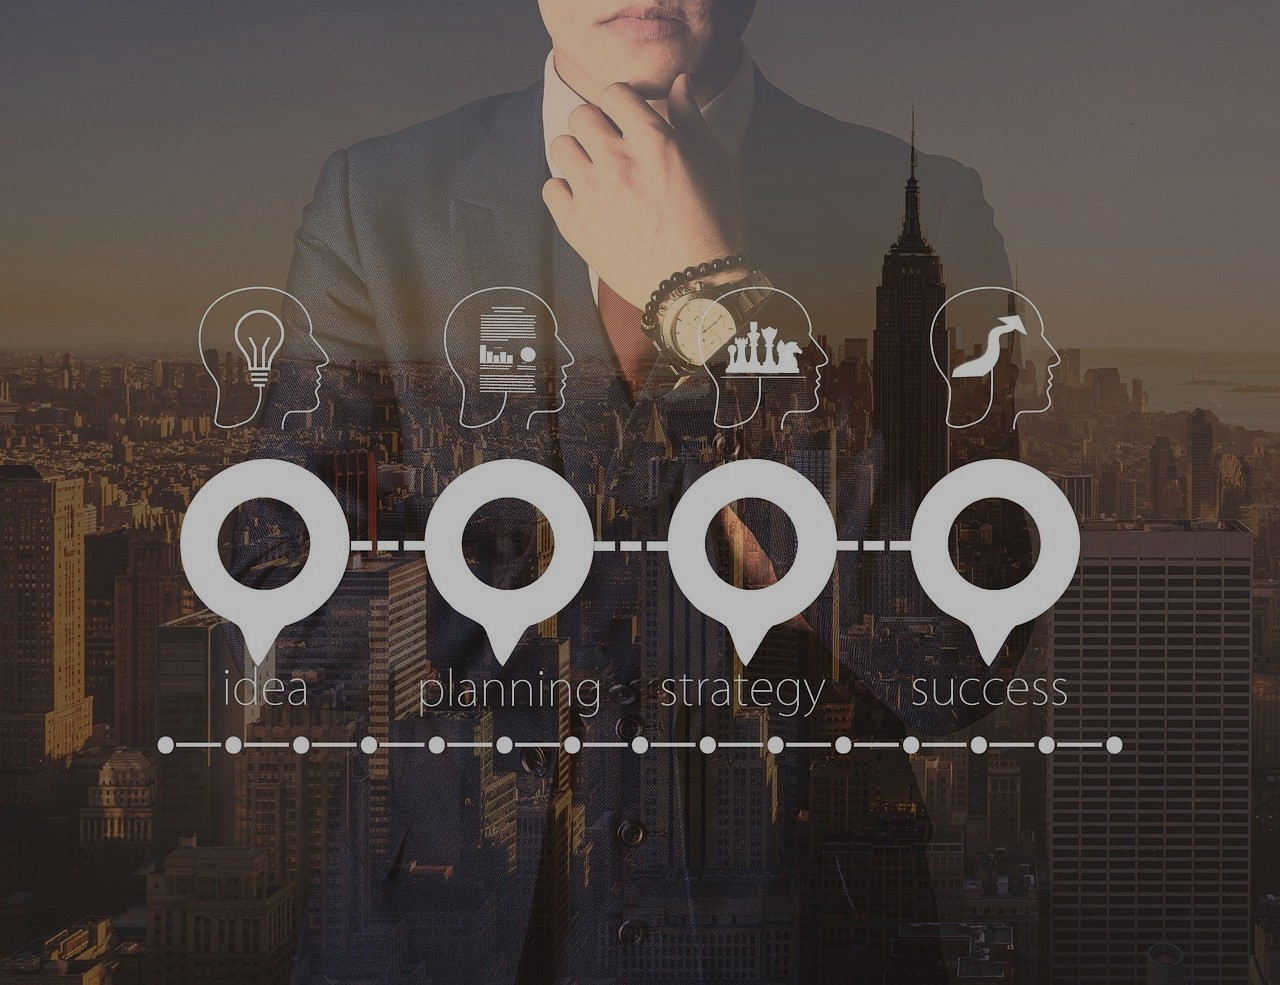 idea
planning
strategy
success